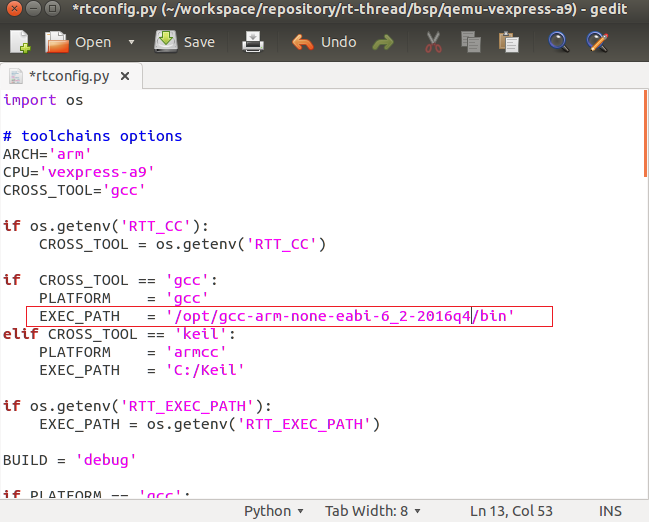 *rtconfig.py (~/workspace/repository/rt-thread/bsp/qemu-vexpress-a9) - gedit
Open Save Undo
*rtconfig.py ×
import os
# toolchains options
ARCH='arm'
CPU='vexpress-a9'
CROSS_TOOL='gcc'
if os.getenv('RTT_CC'):
    CROSS_TOOL = os.getenv('RTT_CC')
if  CROSS_TOOL == 'gcc':
    PLATFORM    = 'gcc'
    EXEC_PATH   = '/opt/gcc-arm-none-eabi-6_2-2016q4/bin'
elif CROSS_TOOL == 'keil':
    PLATFORM    = 'armcc'
    EXEC_PATH   = 'C:/Keil'
if os.getenv('RTT_EXEC_PATH'):
    EXEC_PATH = os.getenv('RTT_EXEC_PATH')
BUILD = 'debug'
if PLATFORM == 'gcc':
Python Tab Width: 8 Ln 13, Col 53 INS